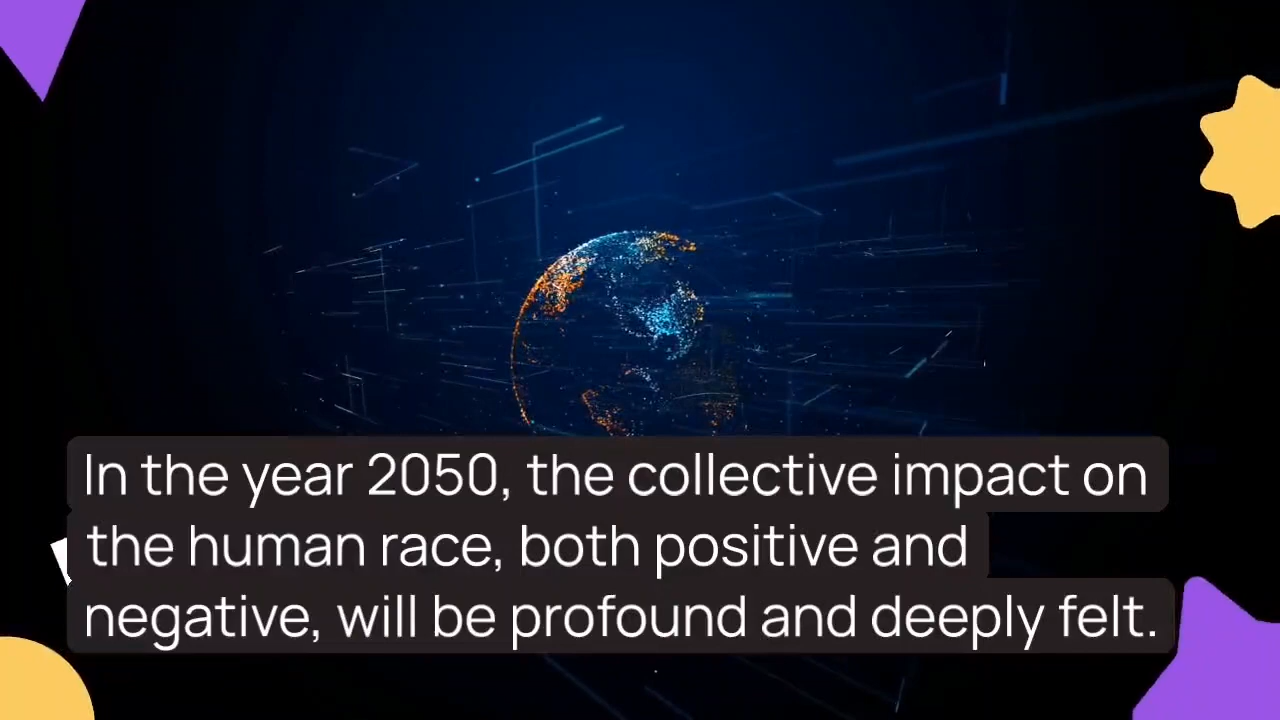 In the year 2050, the collective impact on
the human race, both positive and
negative, will be profound and deeply felt.